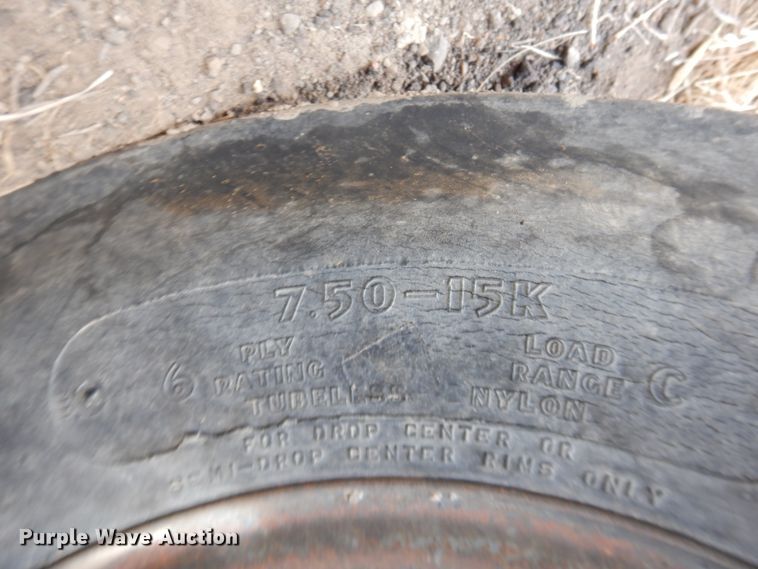 7.50-15K
6 PLY RATING LOAD RANGE C
TUBELESS NYLON
FOR DROP CENTER OR
SEMI-DROP CENTER RIMS ONLY
Purple Wave Auction